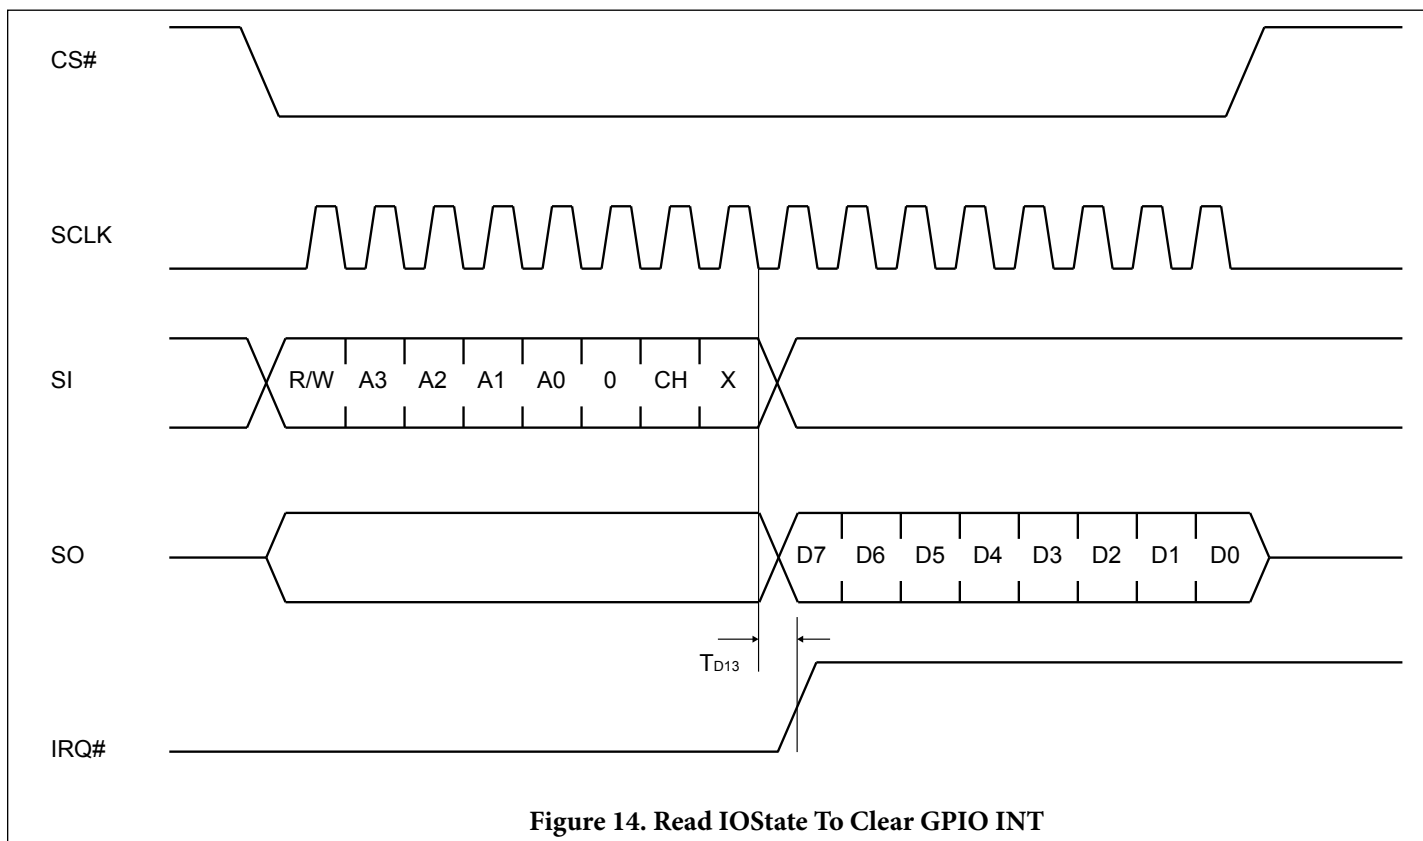 CS#
SCLK
SI R/W A3 A2 A1 A0 0 CH X
SO D7 D6 D5 D4 D3 D2 D1 D0
TD13
IRQ#
Figure 14. Read IOState To Clear GPIO INT